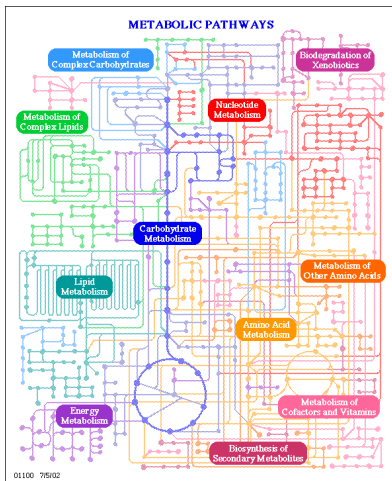 METABOLIC PATHWAYS
Metabolism of
Complex Carbohydrates
Biodegradation of
Xenobiotics
Nucleotide
Metabolism
Metabolism of
Complex Lipids
Carbohydrate
Metabolism
Metabolism of
Other Amino Acids
Lipid
Metabolism
Amino Acid
Metabolism
Energy
Metabolism
Metabolism of
Cofactors and Vitamins
Biosynthesis of
Secondary Metabolites
01100 7/5/02